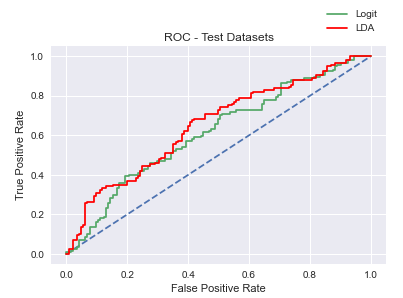 Logit
LDA
ROC - Test Datasets
1.0
0.8
0.6
0.4
0.2
0.0
True Positive Rate
0.0 0.2 0.4 0.6 0.8 1.0
False Positive Rate